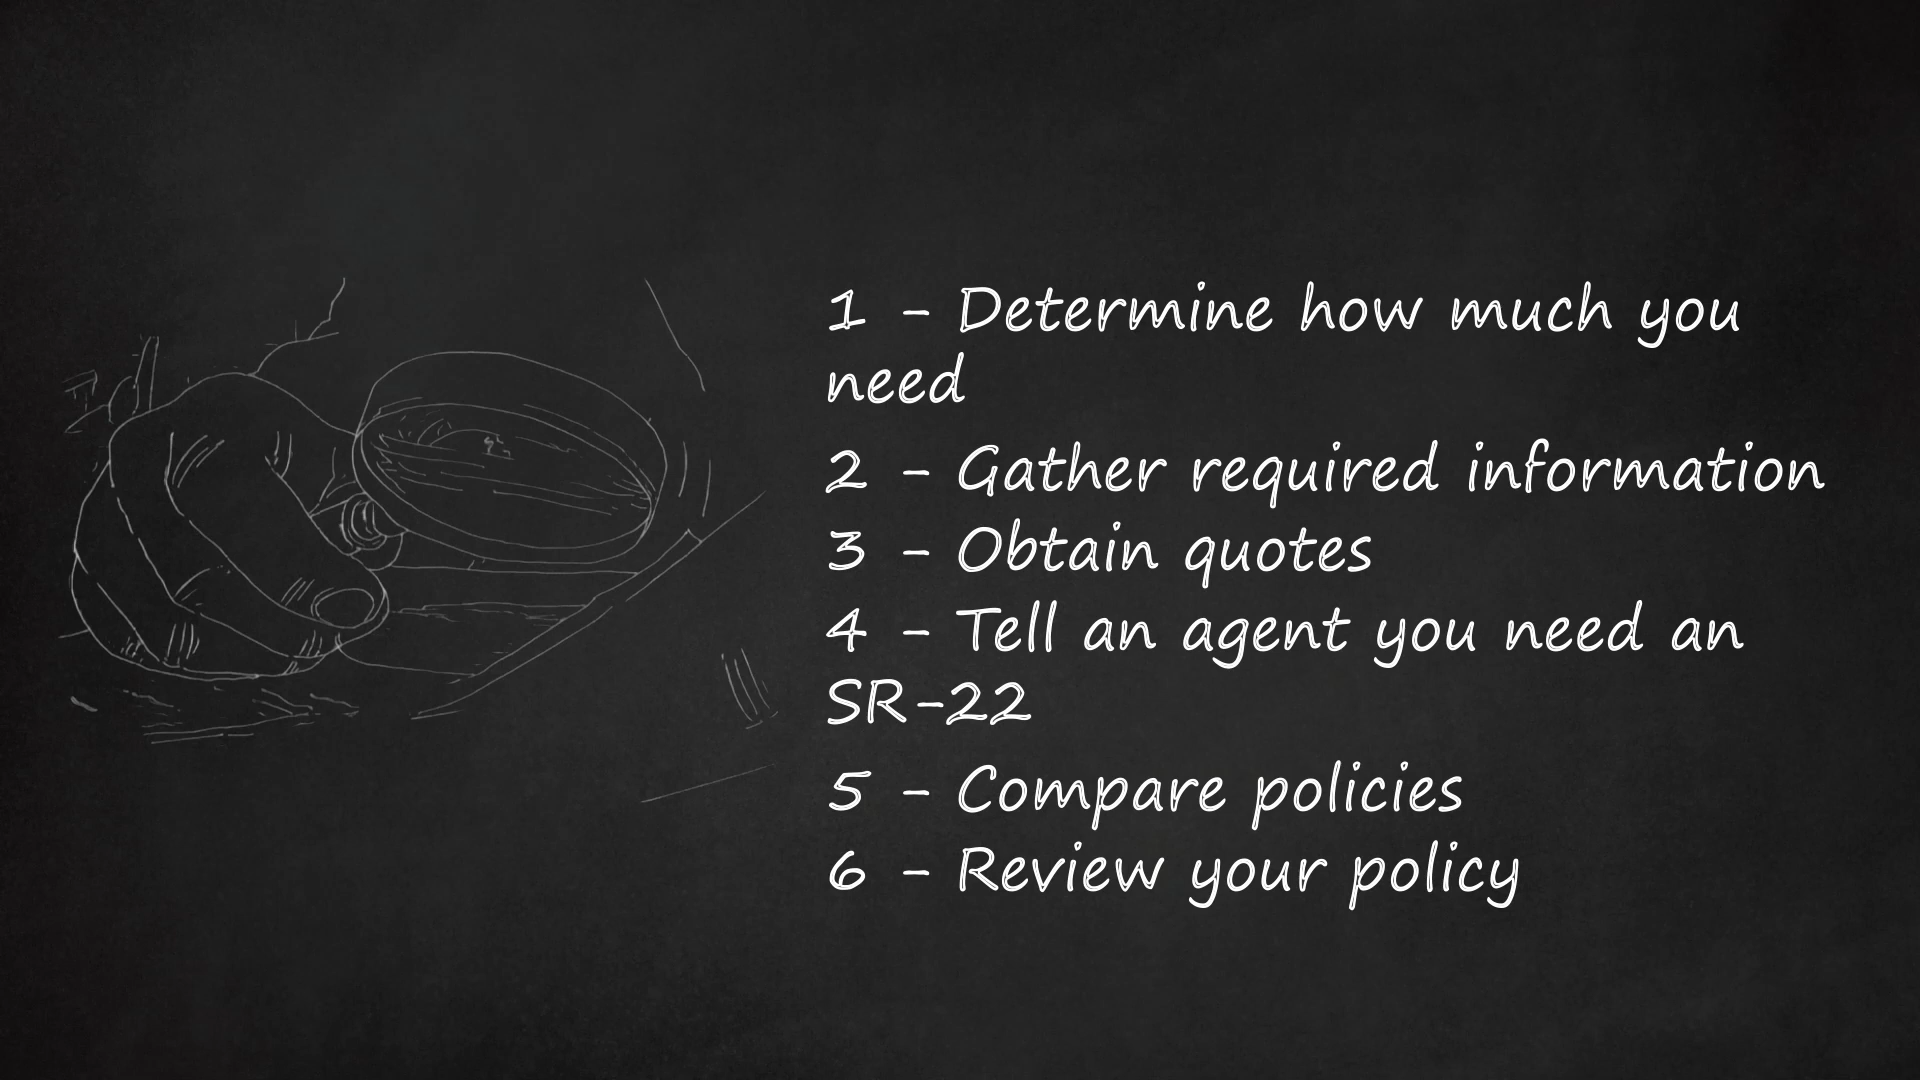 1 - Determine how much you
need
2 - Gather required information
3 - Obtain quotes
4 - Tell an agent you need an
SR-22
5 - Compare policies
6 - Review your policy